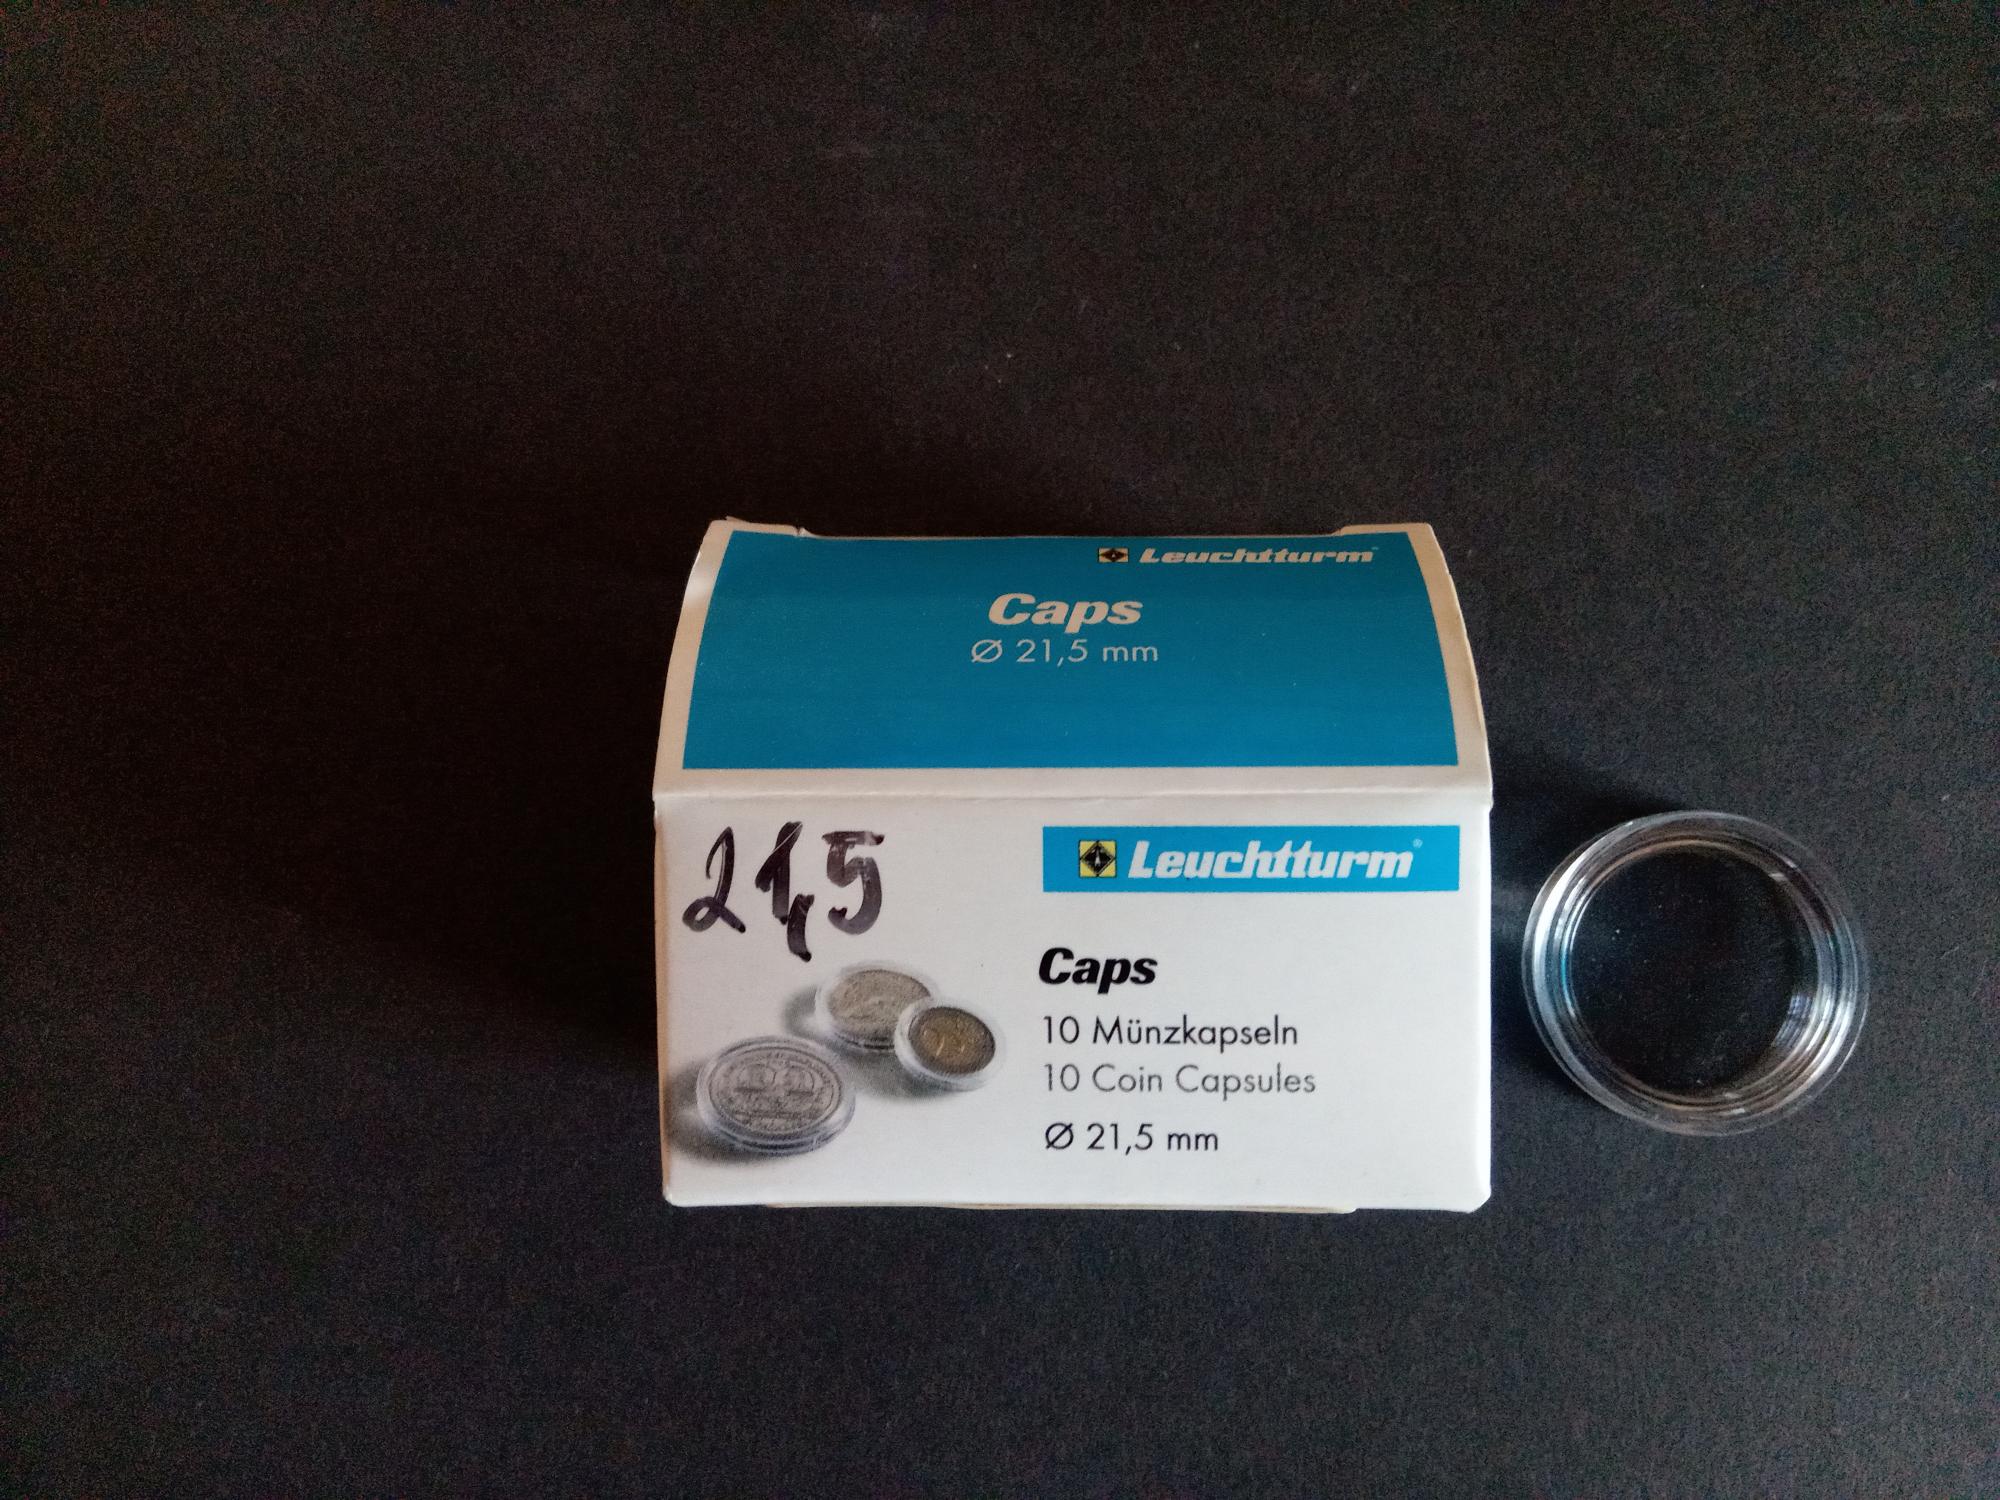 Leuchtturm
Caps
Ø 21,5 mm
21,5
Leuchtturm®
Caps
10 Münzkapseln
10 Coin Capsules
Ø 21,5 mm